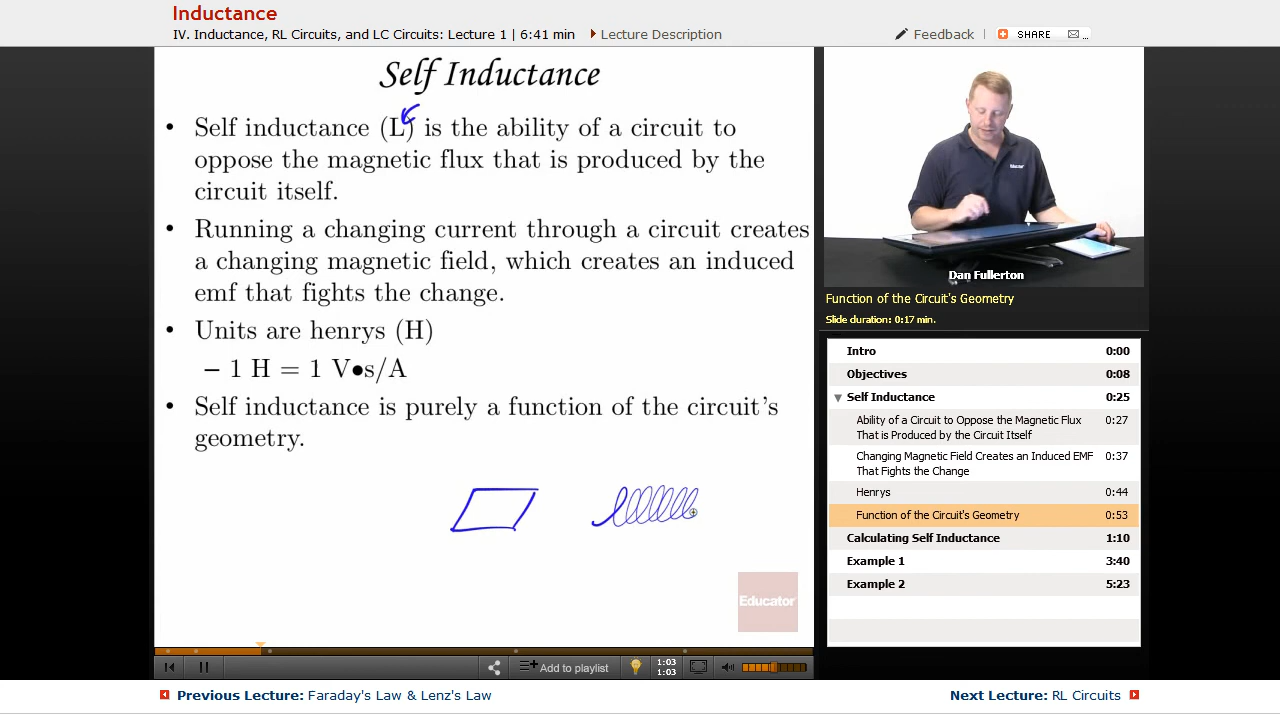 Inductance
IV. Inductance, RL Circuits, and LC Circuits: Lecture 1 | 6:41 min
Lecture Description
Feedback
SHARE
Self Inductance
• Self inductance (L) is the ability of a circuit to
oppose the magnetic flux that is produced by the
circuit itself.
• Running a changing current through a circuit creates
a changing magnetic field, which creates an induced
emf that fights the change.
• Units are henrys (H)
– 1 H = 1 V•s/A
• Self inductance is purely a function of the circuit's
geometry.
Educator
Dan Fullerton
Function of the Circuit's Geometry
Slide duration: 0:17 min.
Intro 0:00
Objectives 0:08
Self Inductance 0:25
Ability of a Circuit to Oppose the Magnetic Flux 0:27
That is Produced by the Circuit Itself
Changing Magnetic Field Creates an Induced EMF 0:37
That Fights the Change
Henrys 0:44
Function of the Circuit's Geometry 0:53
Calculating Self Inductance 1:10
Example 1 3:40
Example 2 5:23
Add to playlist
1:03
1:03
Previous Lecture: Faraday's Law & Lenz's Law
Next Lecture: RL Circuits